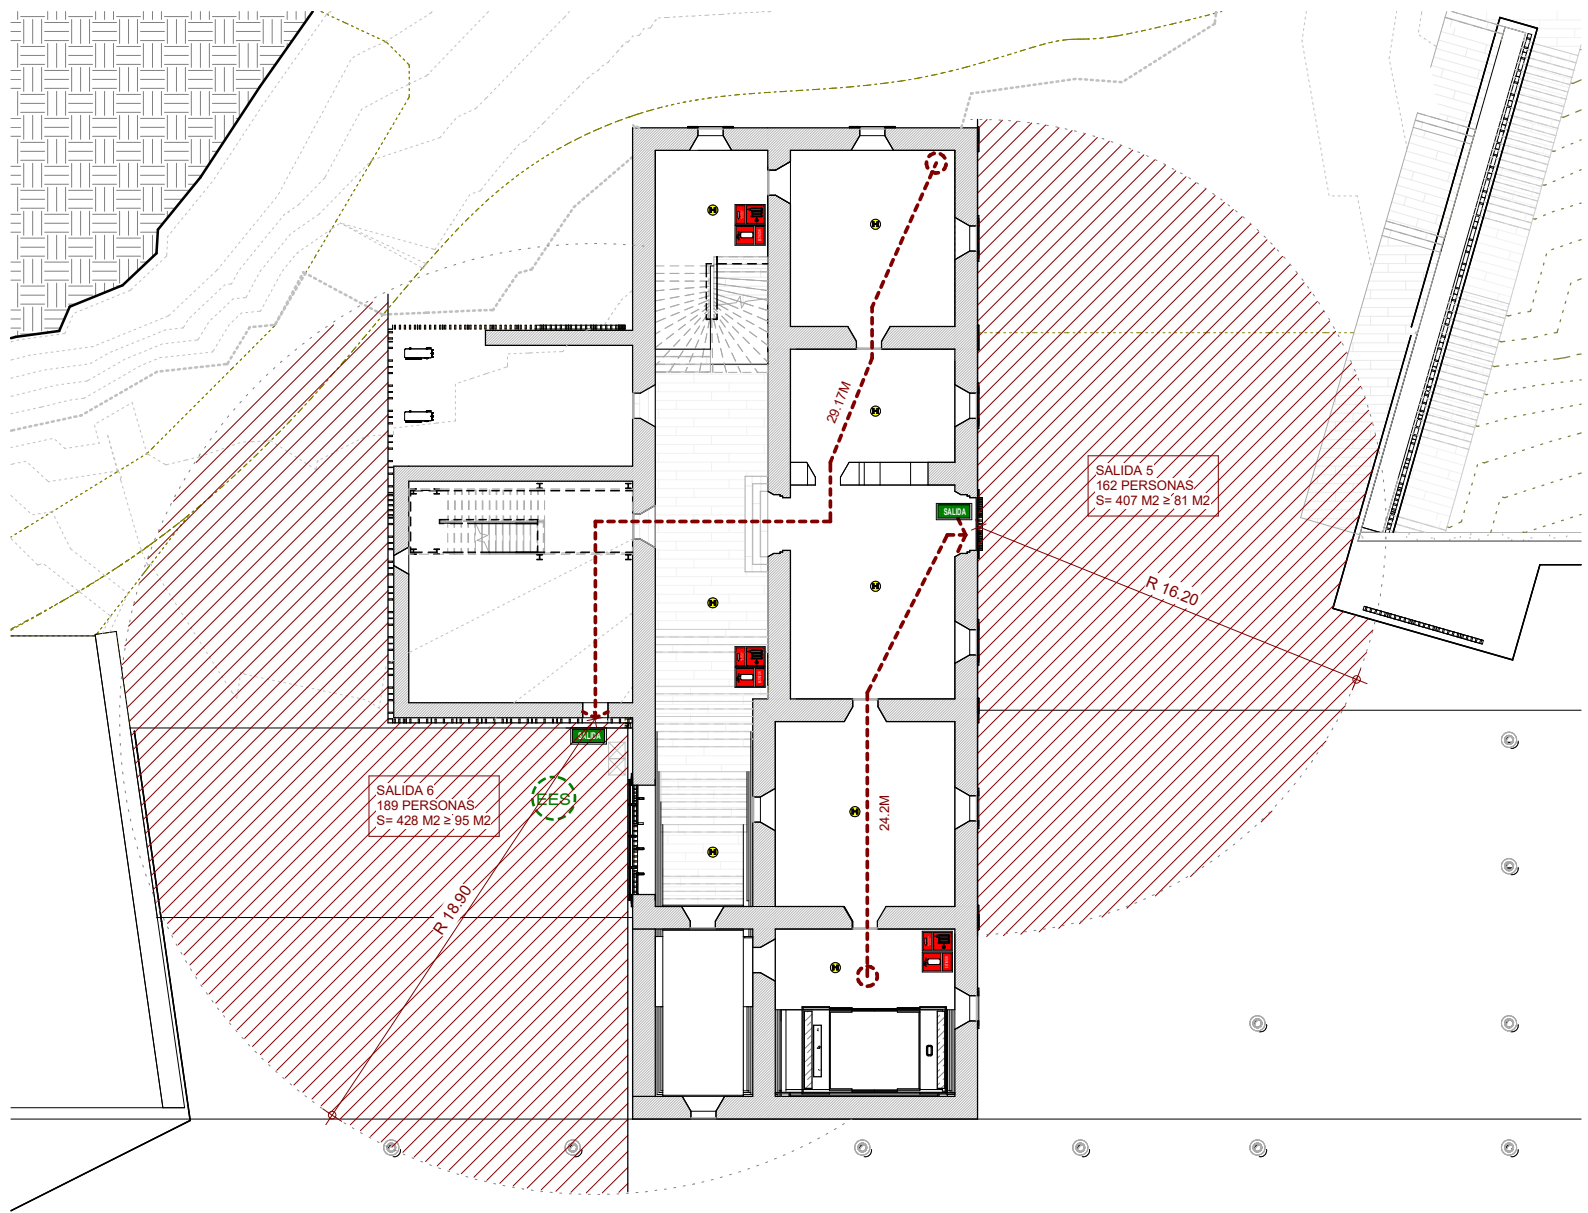 29.17M
SALIDA 5
162 PERSONAS
S= 407 M2 ≥ 81 M2
SALIDA
R 16.20
SALIDA
SALIDA 6
189 PERSONAS
S= 428 M2 ≥ 95 M2
EES
24.2M
R 18.90